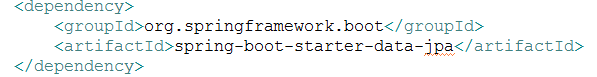 <dependency>
<groupId>org.springframework.boot</groupId>
<artifactId>spring-boot-starter-data-jpa</artifactId>
</dependency>